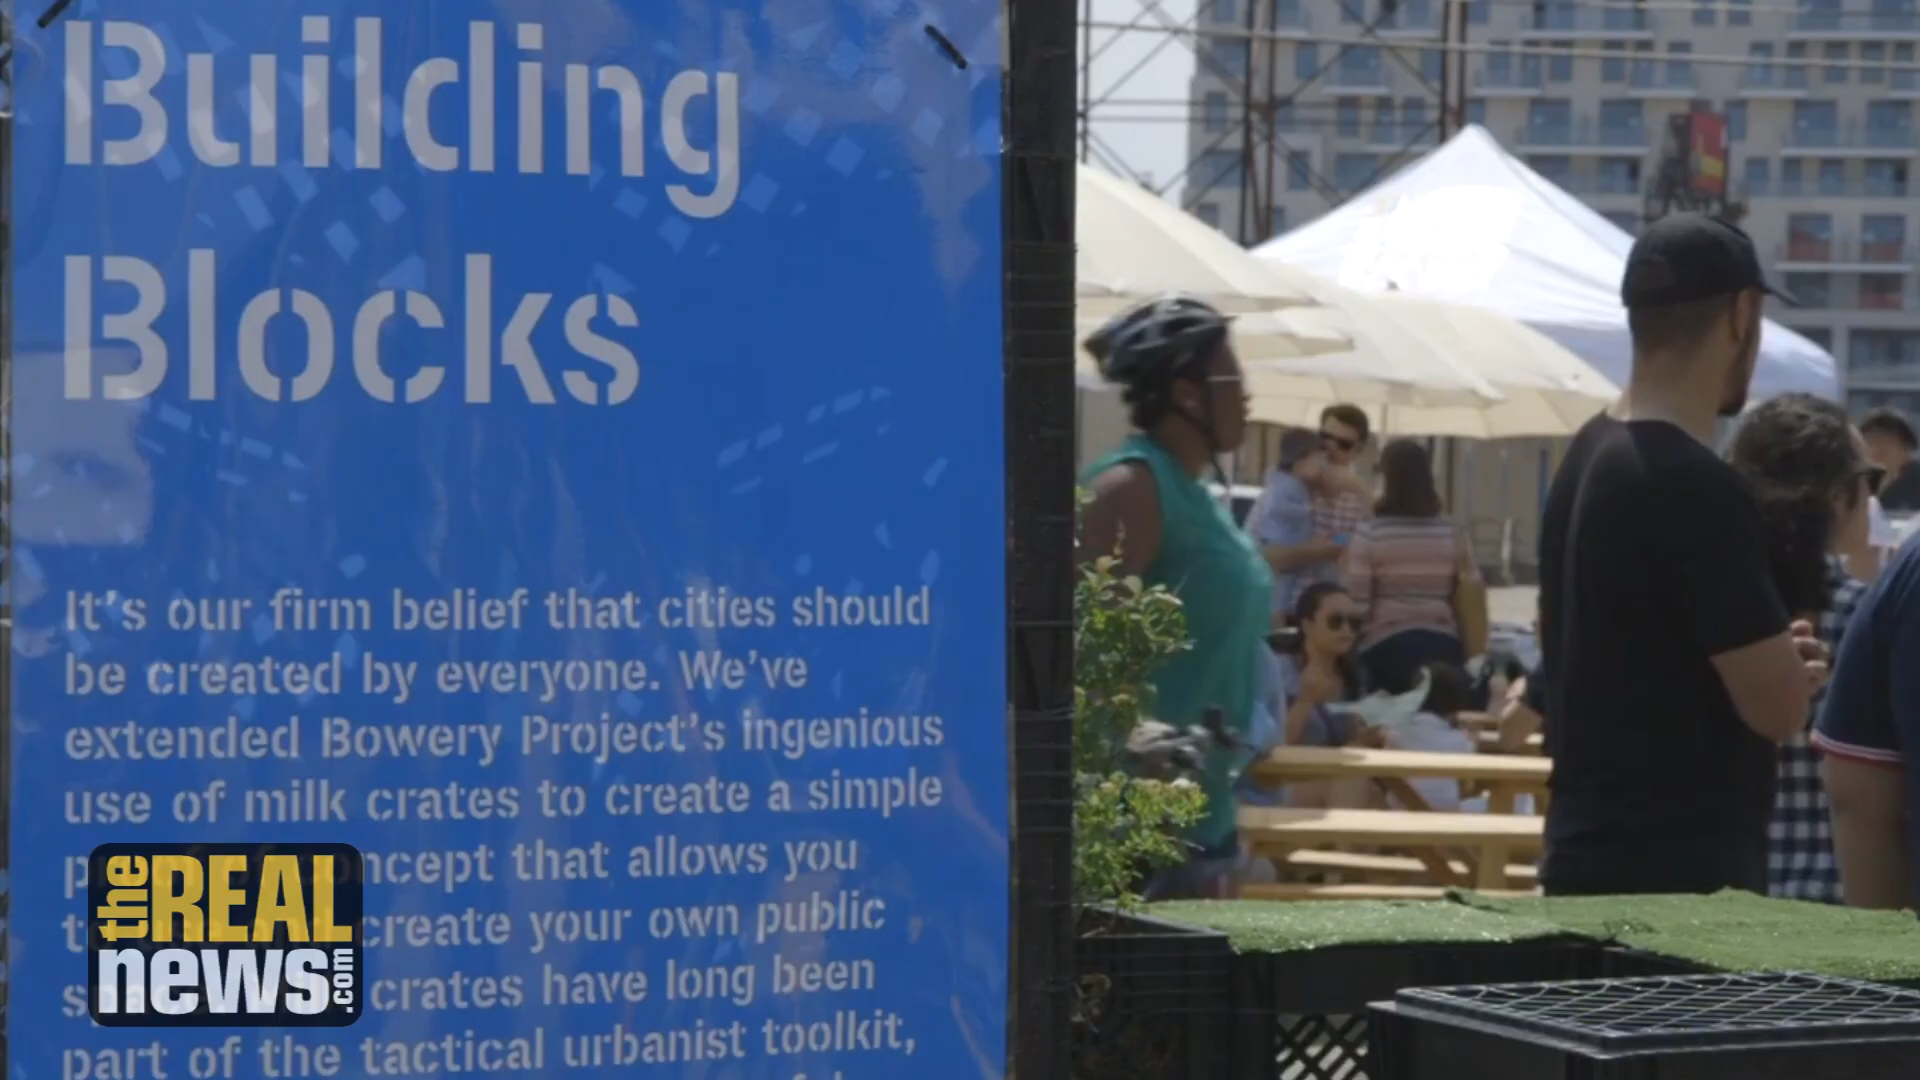 Building
Blocks
It's our firm belief that cities should
be created by everyone. We've
extended Bowery Project's ingenious
use of milk crates to create a simple
concept that allows you
create your own public
crates have long been
part of the tactical urbanist toolkit,
the REAL
news.com